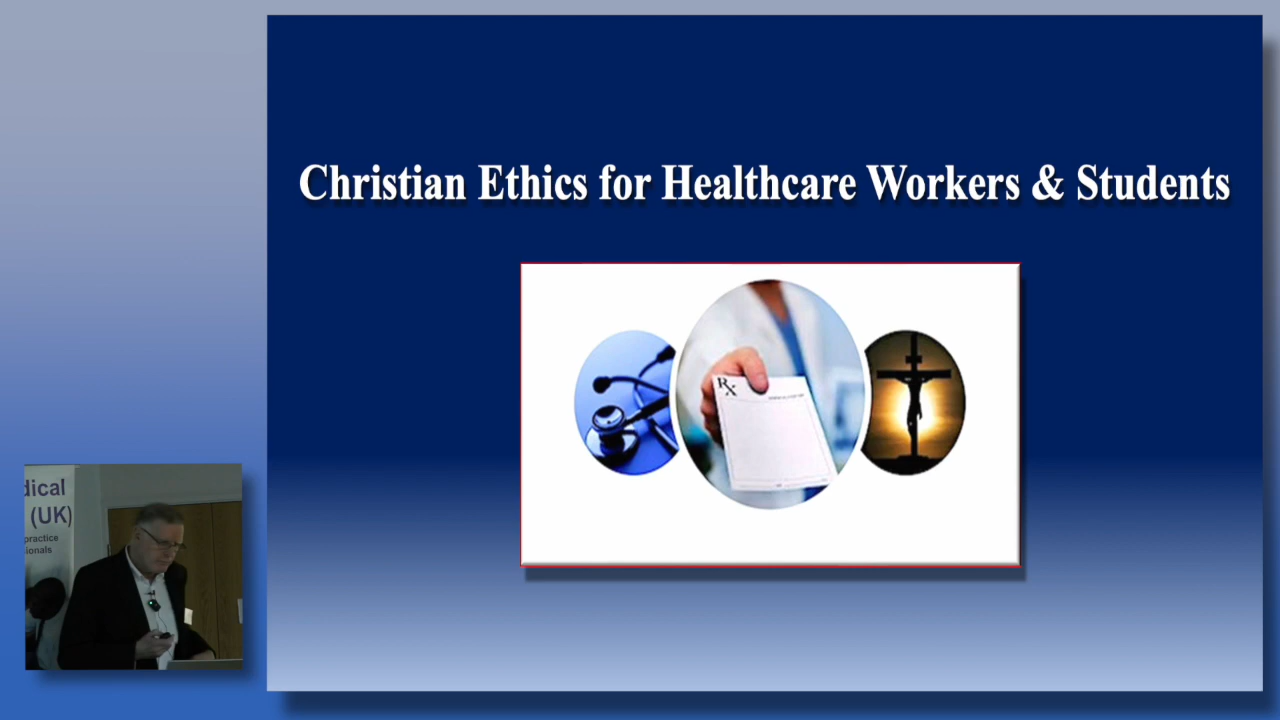 Christian Ethics for Healthcare Workers & Students
Rx
dical
(UK)
practice
ionals